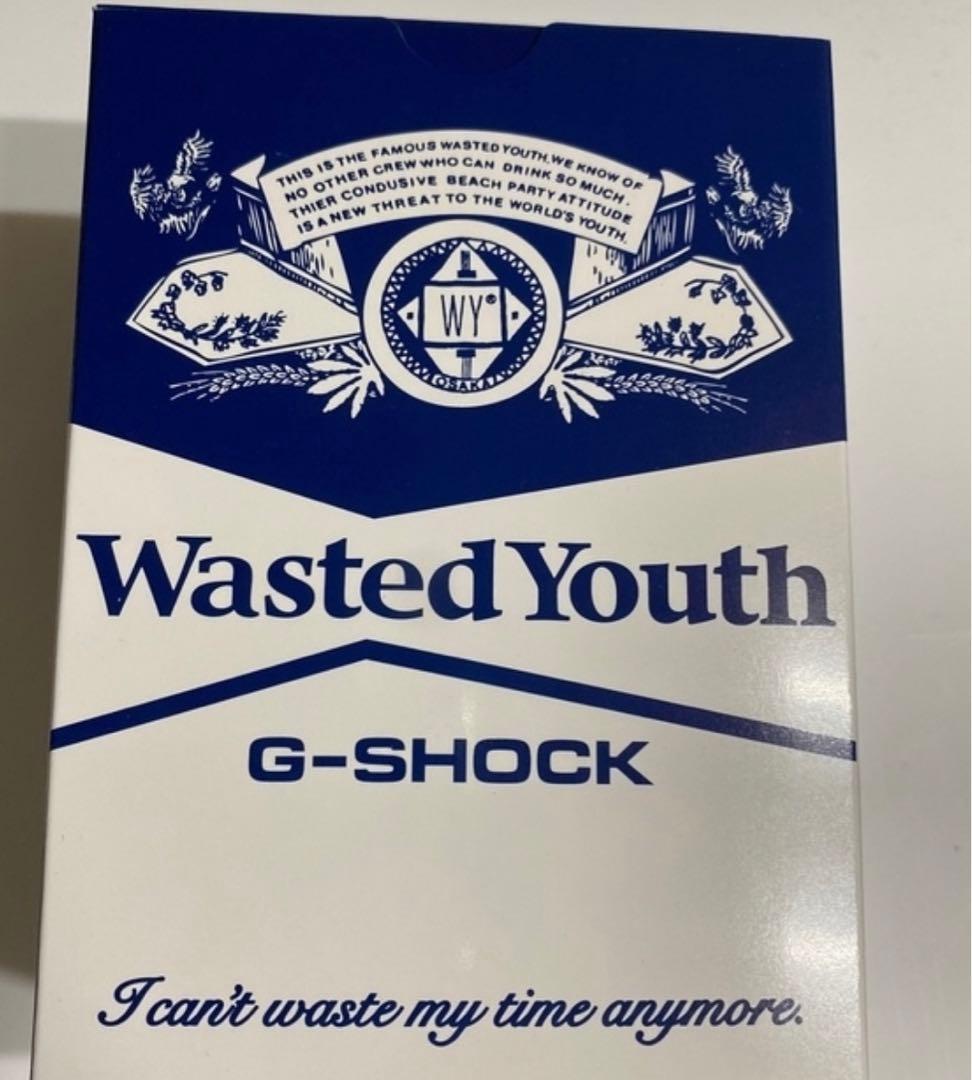 THIS IS THE FAMOUS WASTED YOUTH.WE KNOW OF
NO OTHER CREW WHO CAN DRINK SO MUCH.
THIER CONDUSIVE BEACH PARTY ATTITUDE
IS A NEW THREAT TO THE WORLD'S YOUTH.
WY®
OSAKA
Wasted Youth
G-SHOCK
I can't waste my time anymore.